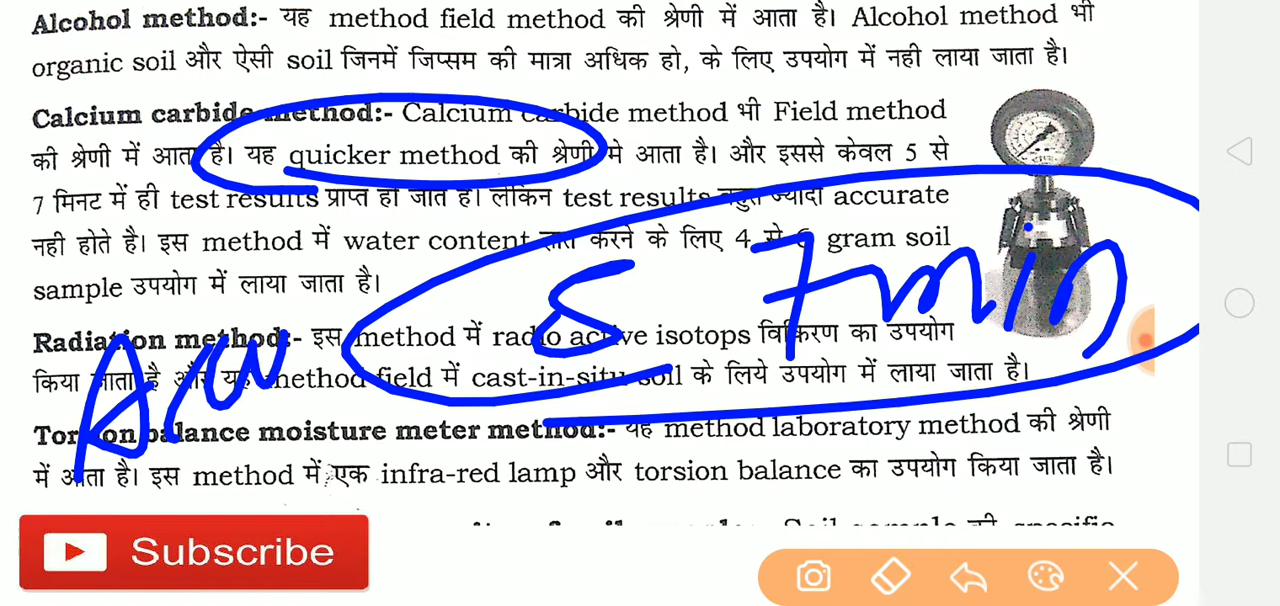 Alcohol method:- यह method field method की श्रेणी में आता है। Alcohol method भी
organic soil और ऐसी soil जिनमें जिप्सम की मात्रा अधिक हो, के लिए उपयोग में नही लाया जाता है।
Calcium carbide method:- Calcium carbide method भी Field method
की श्रेणी में आता है। यह quicker method की श्रेणी मे आता है। और इससे केवल 5 से
7 मिनट में ही test results प्राप्त हो जाते है। लेकिन test results बहुत ज्यादा accurate
नही होते है। इस method में water content ज्ञात करने के लिए 4 से 6 gram soil
sample उपयोग में लाया जाता है।
5 7 min
Radiation method:- इस method में radio active isotops विकिरण का उपयोग
किया जाता है और यह method field में cast-in-situ soil के लिये उपयोग में लाया जाता है।
Torsion balance moisture meter method:- यह method laboratory method की श्रेणी
में आता है। इस method में एक infra-red lamp और torsion balance का उपयोग किया जाता है।
Subscribe